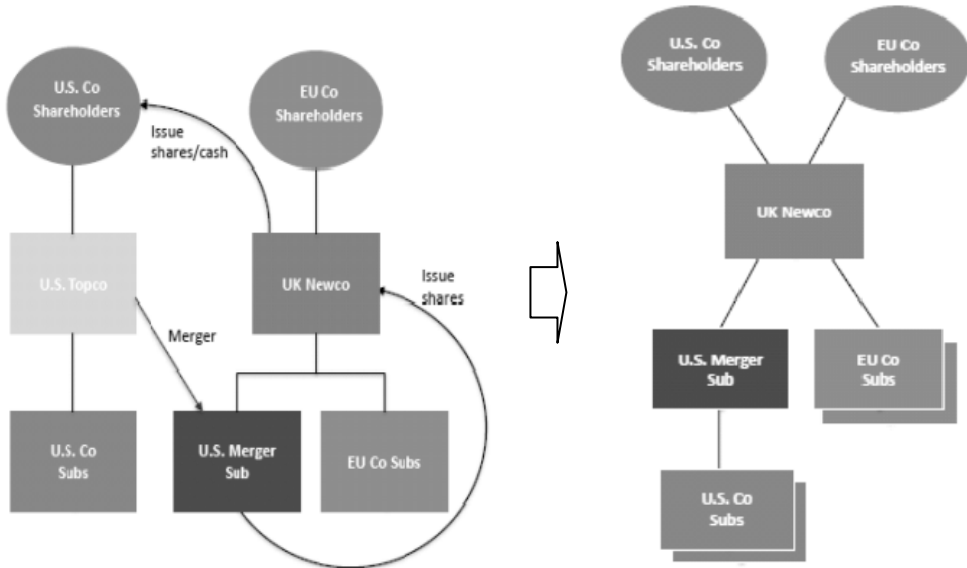 U.S. Co
Shareholders
EU Co
Shareholders
Issue
shares/cash
U.S. Topco
UK Newco
Issue
shares
Merger
U.S. Co
Subs
U.S. Merger
Sub
EU Co Subs
U.S. Co
Shareholders
EU Co
Shareholders
UK Newco
U.S. Merger
Sub
EU Co
Subs
U.S. Co
Subs